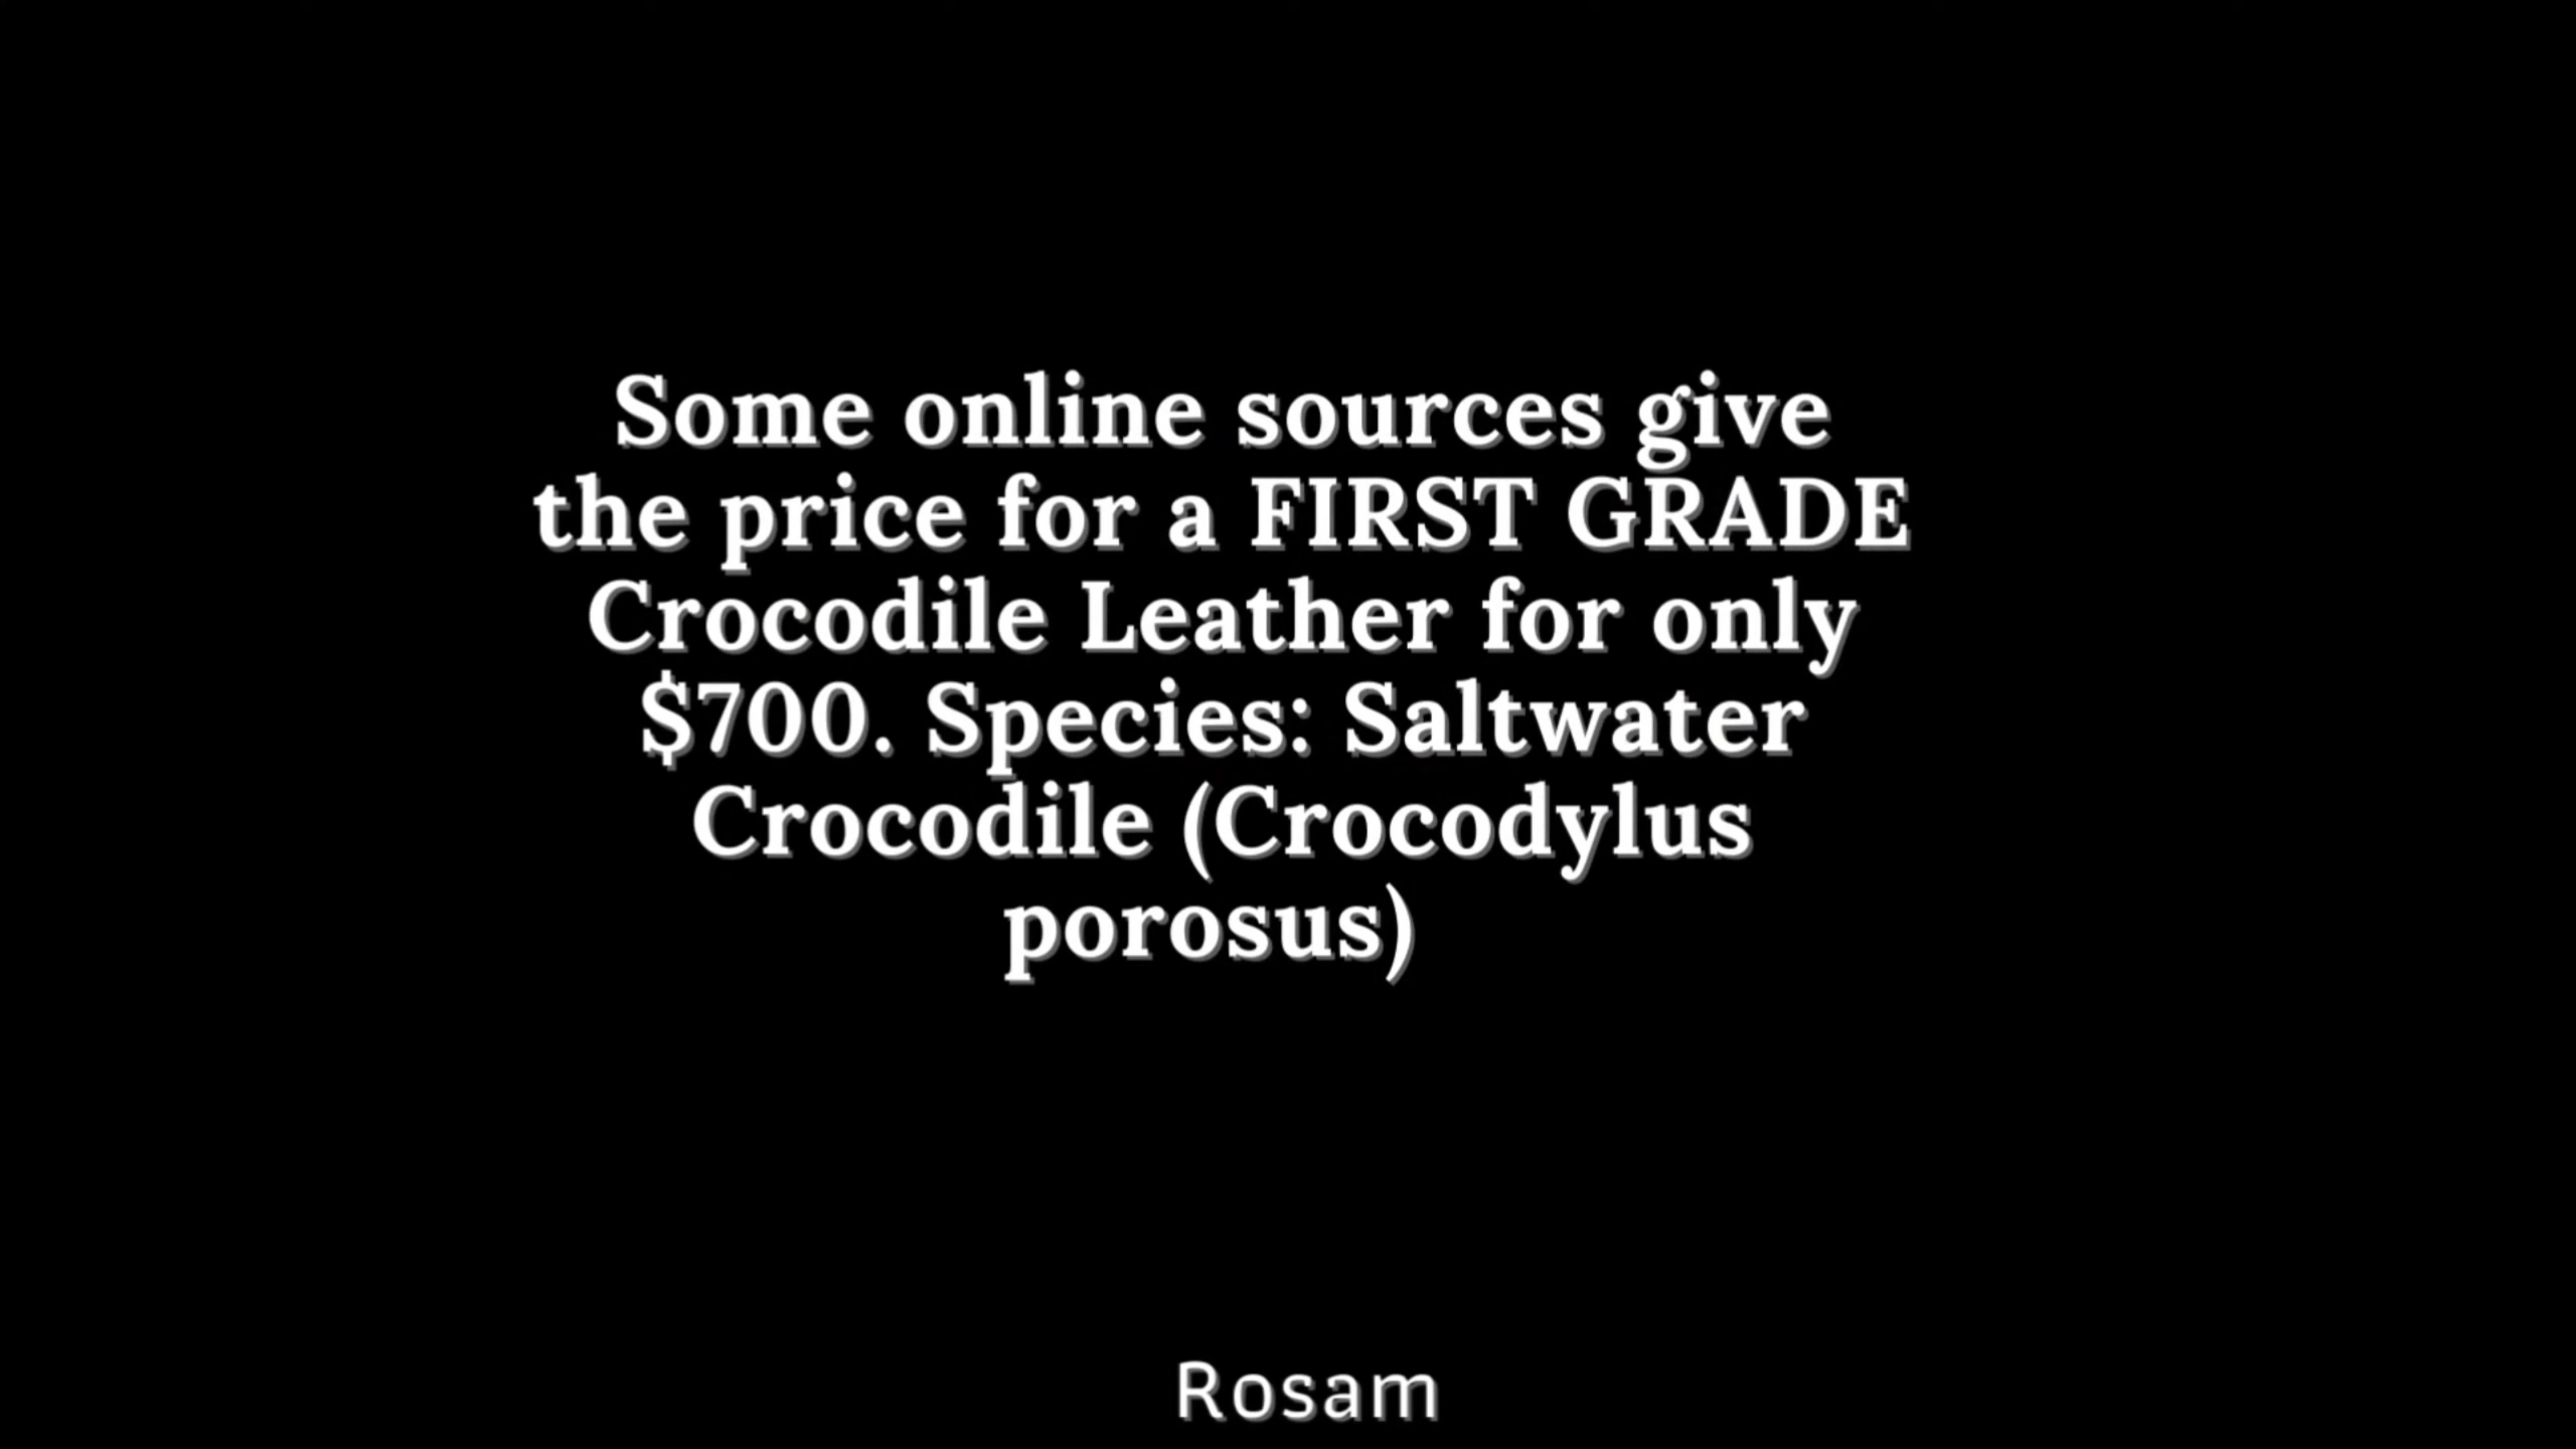 Some online sources give
the price for a FIRST GRADE
Crocodile Leather for only
$700. Species: Saltwater
Crocodile (Crocodylus
porosus)
Rosam